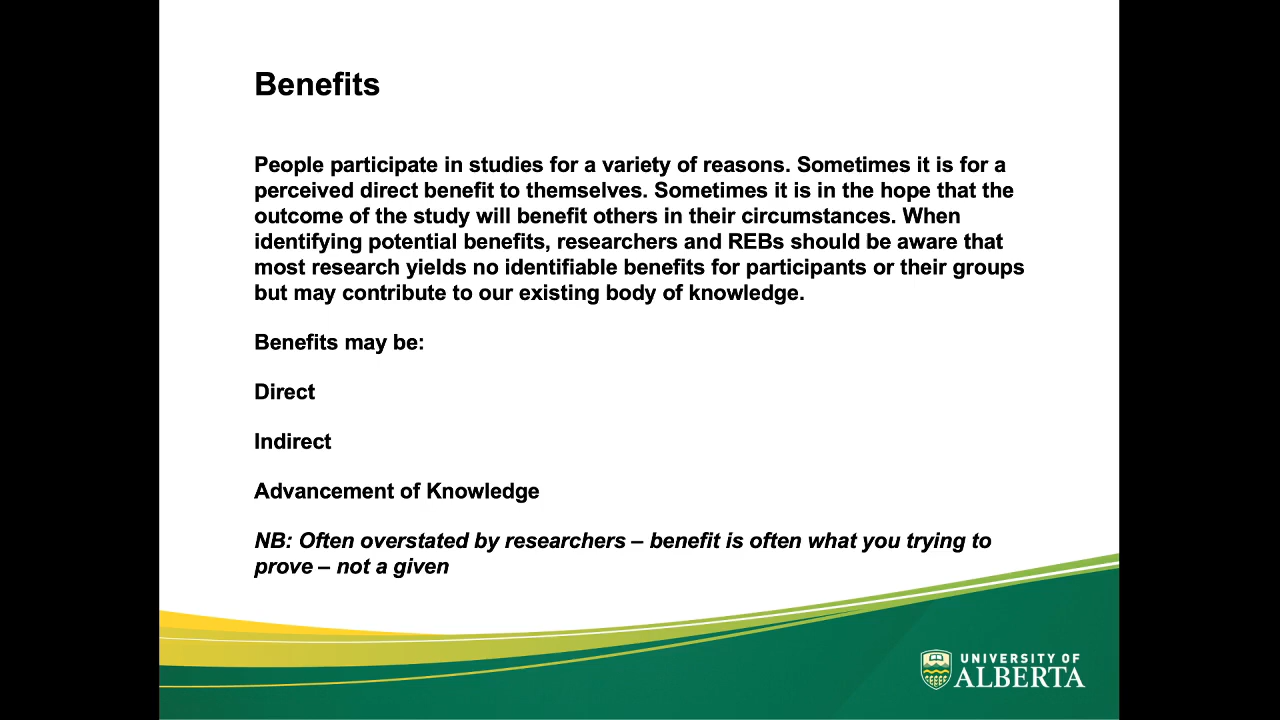 Benefits
People participate in studies for a variety of reasons. Sometimes it is for a
perceived direct benefit to themselves. Sometimes it is in the hope that the
outcome of the study will benefit others in their circumstances. When
identifying potential benefits, researchers and REBs should be aware that
most research yields no identifiable benefits for participants or their groups
but may contribute to our existing body of knowledge.
Benefits may be:
Direct
Indirect
Advancement of Knowledge
NB: Often overstated by researchers – benefit is often what you trying to
prove – not a given
UNIVERSITY OF
ALBERTA